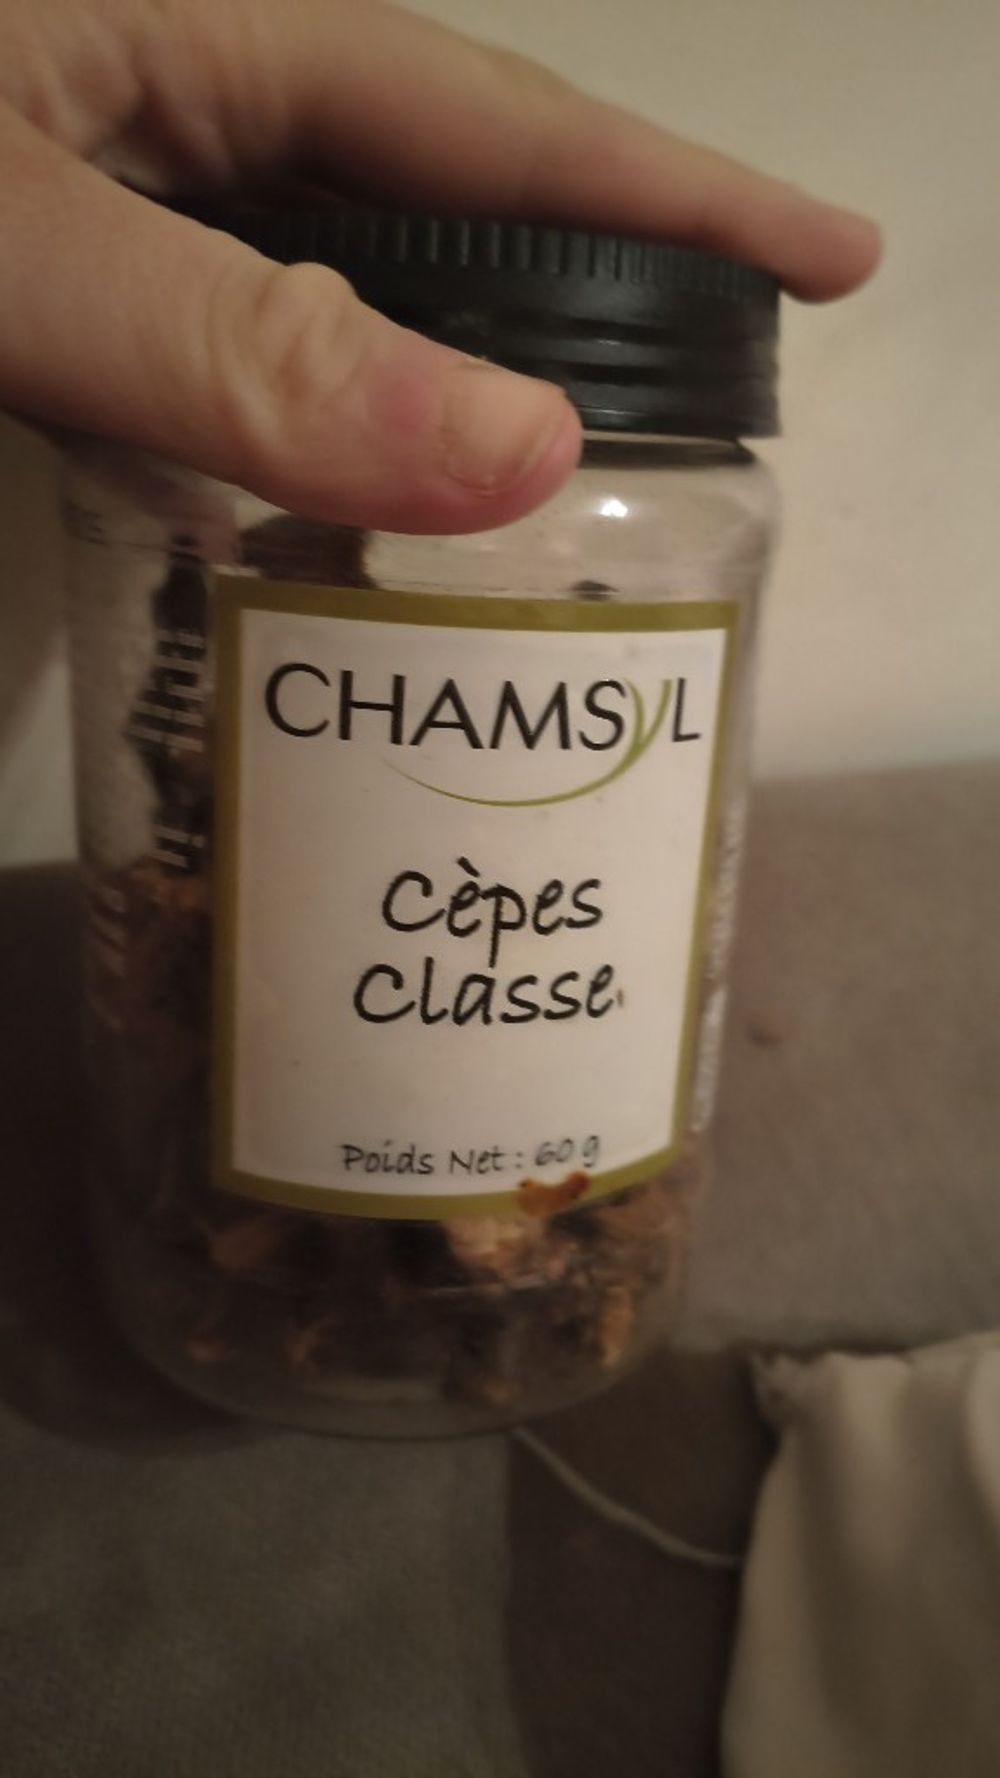 CHAMSyL
Cèpes
Classe
Poids Net : 60 g